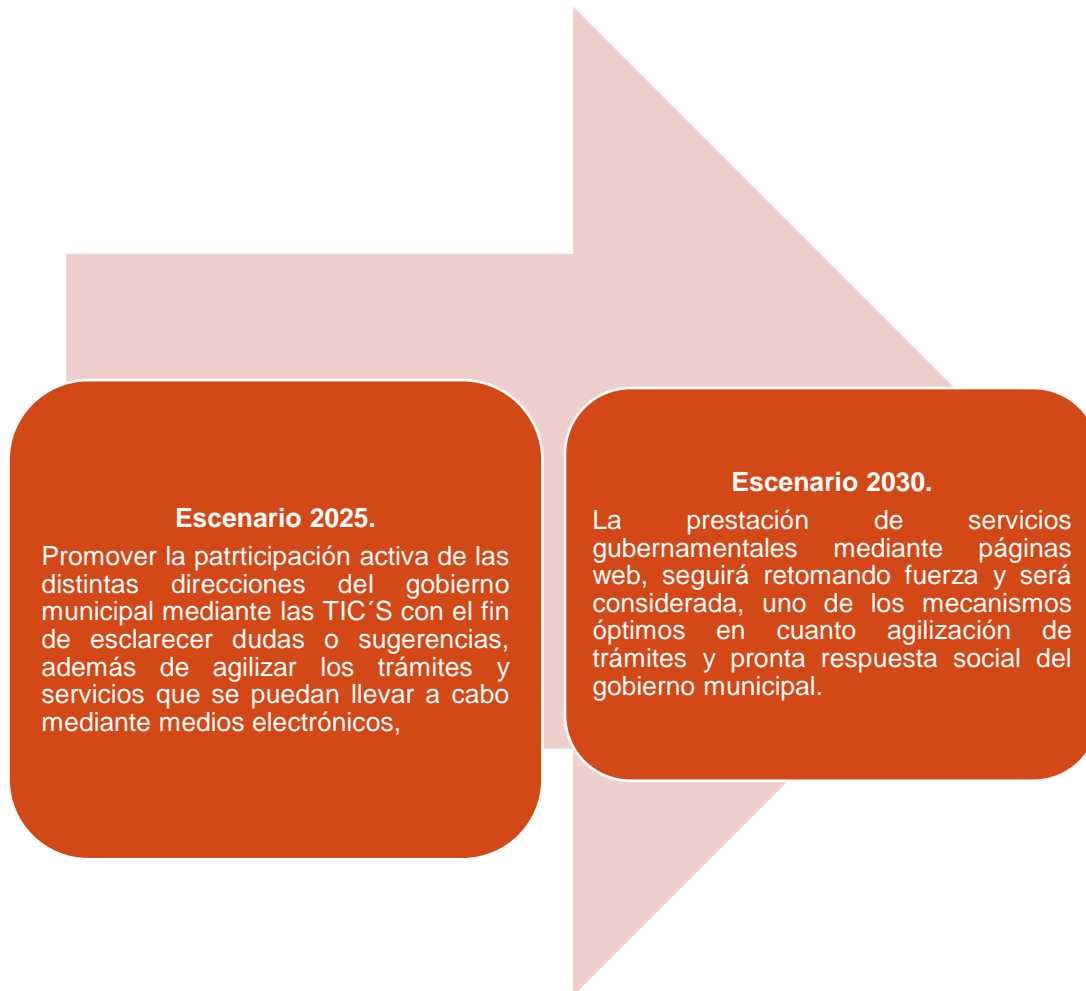 Escenario 2025.
Promover la patrticipación activa de las
distintas direcciones del gobierno
municipal mediante las TIC´S con el fin
de esclarecer dudas o sugerencias,
además de agilizar los trámites y
servicios que se puedan llevar a cabo
mediante medios electrónicos,
Escenario 2030.
La prestación de servicios
gubernamentales mediante páginas
web, seguirá retomando fuerza y será
considerada, uno de los mecanismos
óptimos en cuanto agilización de
trámites y pronta respuesta social del
gobierno municipal.